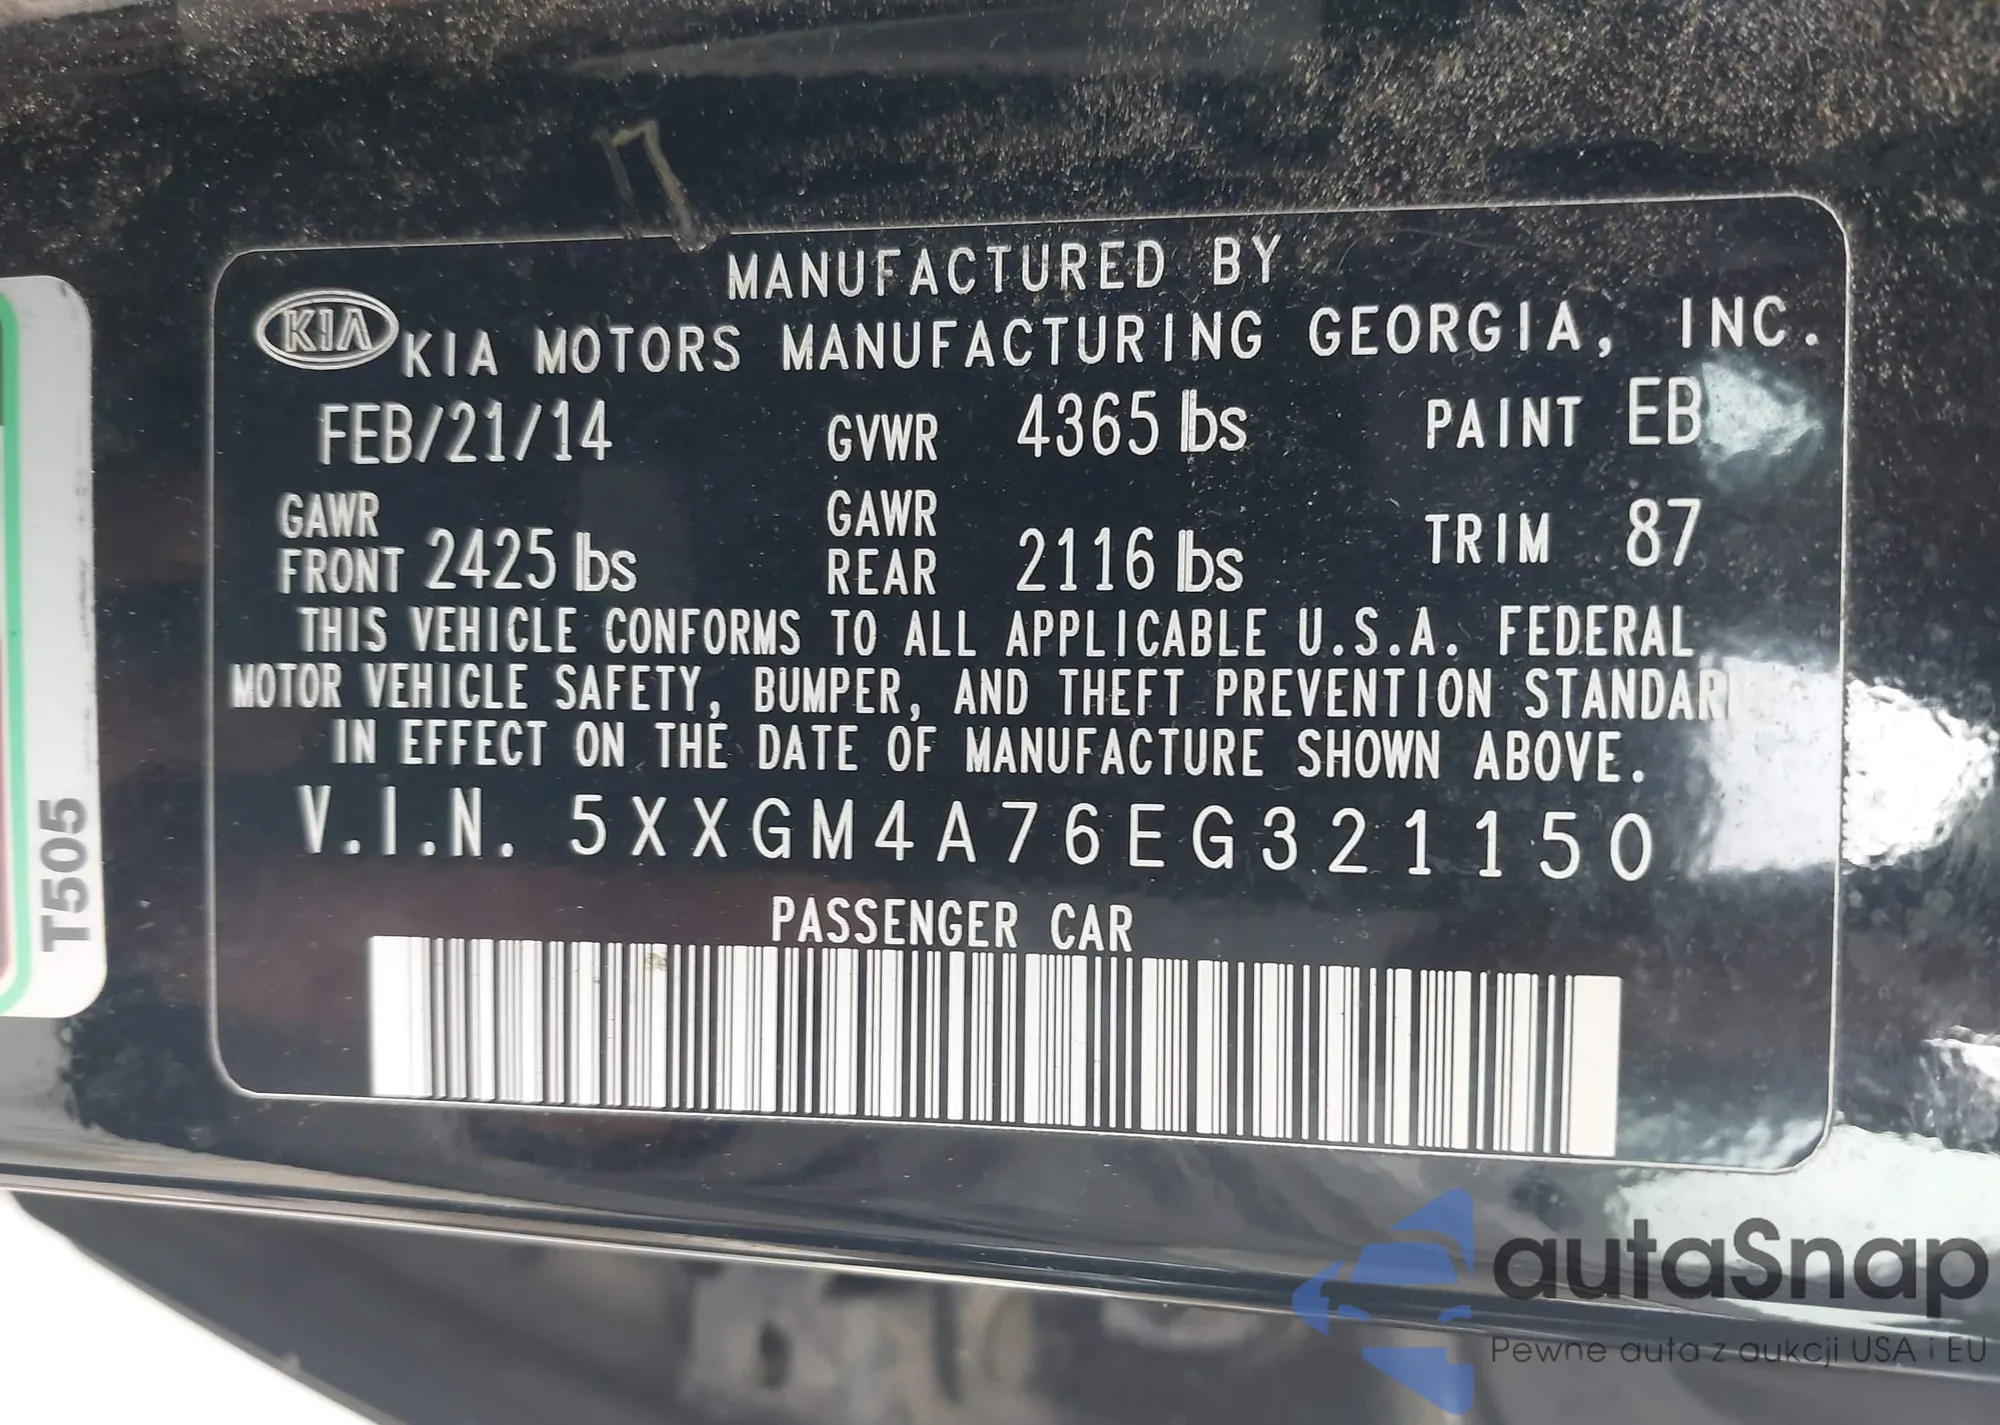 MANUFACTURED BY
KIA KIA MOTORS MANUFACTURING GEORGIA, INC.
FEB/21/14 GVWR 4365 lbs PAINT EB
GAWR FRONT 2425 lbs GAWR REAR 2116 lbs TRIM 87
THIS VEHICLE CONFORMS TO ALL APPLICABLE U.S.A. FEDERAL
MOTOR VEHICLE SAFETY, BUMPER, AND THEFT PREVENTION STANDAR
IN EFFECT ON THE DATE OF MANUFACTURE SHOWN ABOVE.
V.I.N. 5XXGM4A76EG321150
PASSENGER CAR
T505
autaSnap
Pewne auta z aukcji USA i EU